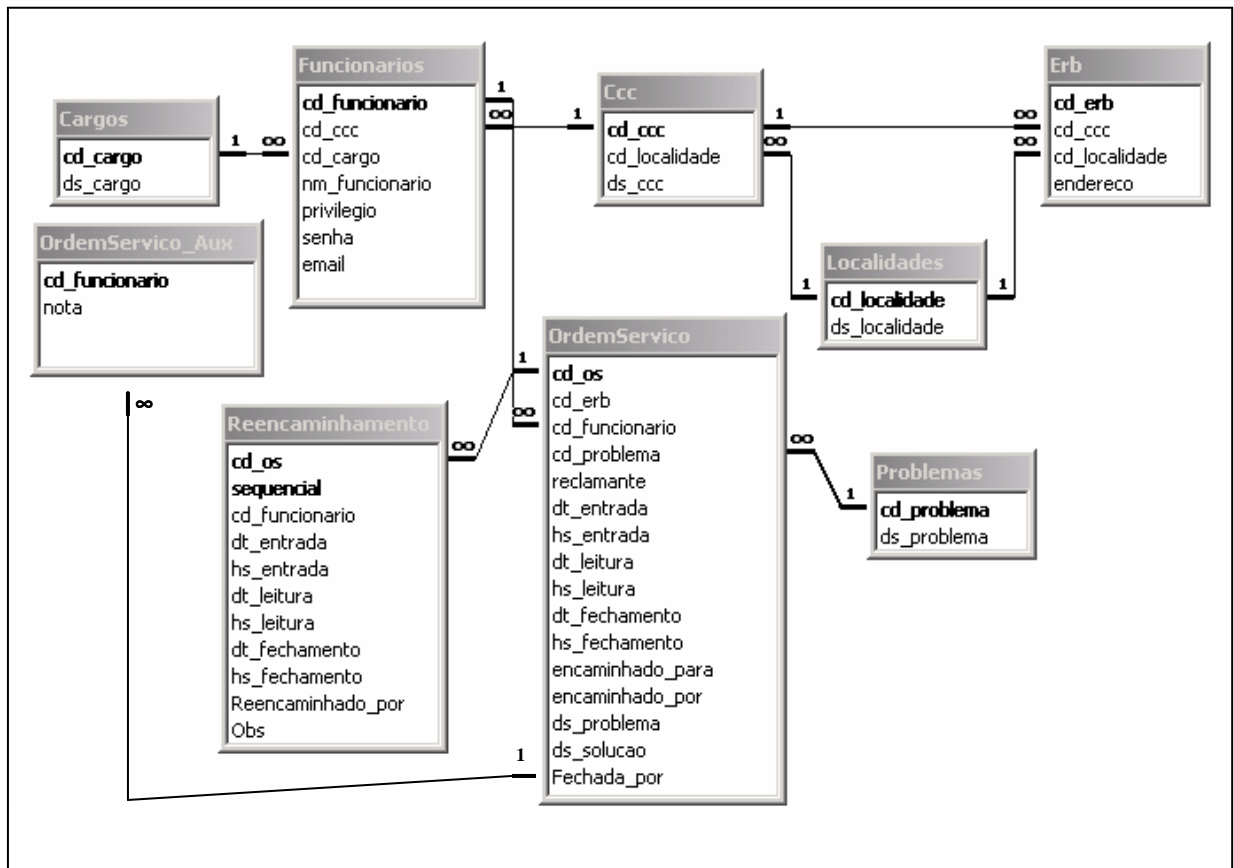 Cargos
cd_cargo
ds_cargo
1
∞
Funcionarios
cd_funcionario
cd_ccc
cd_cargo
nm_funcionario
privilegio
senha
email
1
∞
1
Ccc
cd_ccc
cd_localidade
ds_ccc
1
∞
∞
∞
Erb
cd_erb
cd_ccc
cd_localidade
endereco
OrdemServico_Aux
cd_funcionario
nota
∞
1
Localidades
cd_localidade
ds_localidade
1
Reencaminhamento
cd_os
sequencial
cd_funcionario
dt_entrada
hs_entrada
dt_leitura
hs_leitura
dt_fechamento
hs_fechamento
Reencaminhado_por
Obs
∞
1
∞
OrdemServico
cd_os
cd_erb
cd_funcionario
cd_problema
reclamante
dt_entrada
hs_entrada
dt_leitura
hs_leitura
dt_fechamento
hs_fechamento
encaminhado_para
encaminhado_por
ds_problema
ds_solucao
Fechada_por
1
∞
1
Problemas
cd_problema
ds_problema